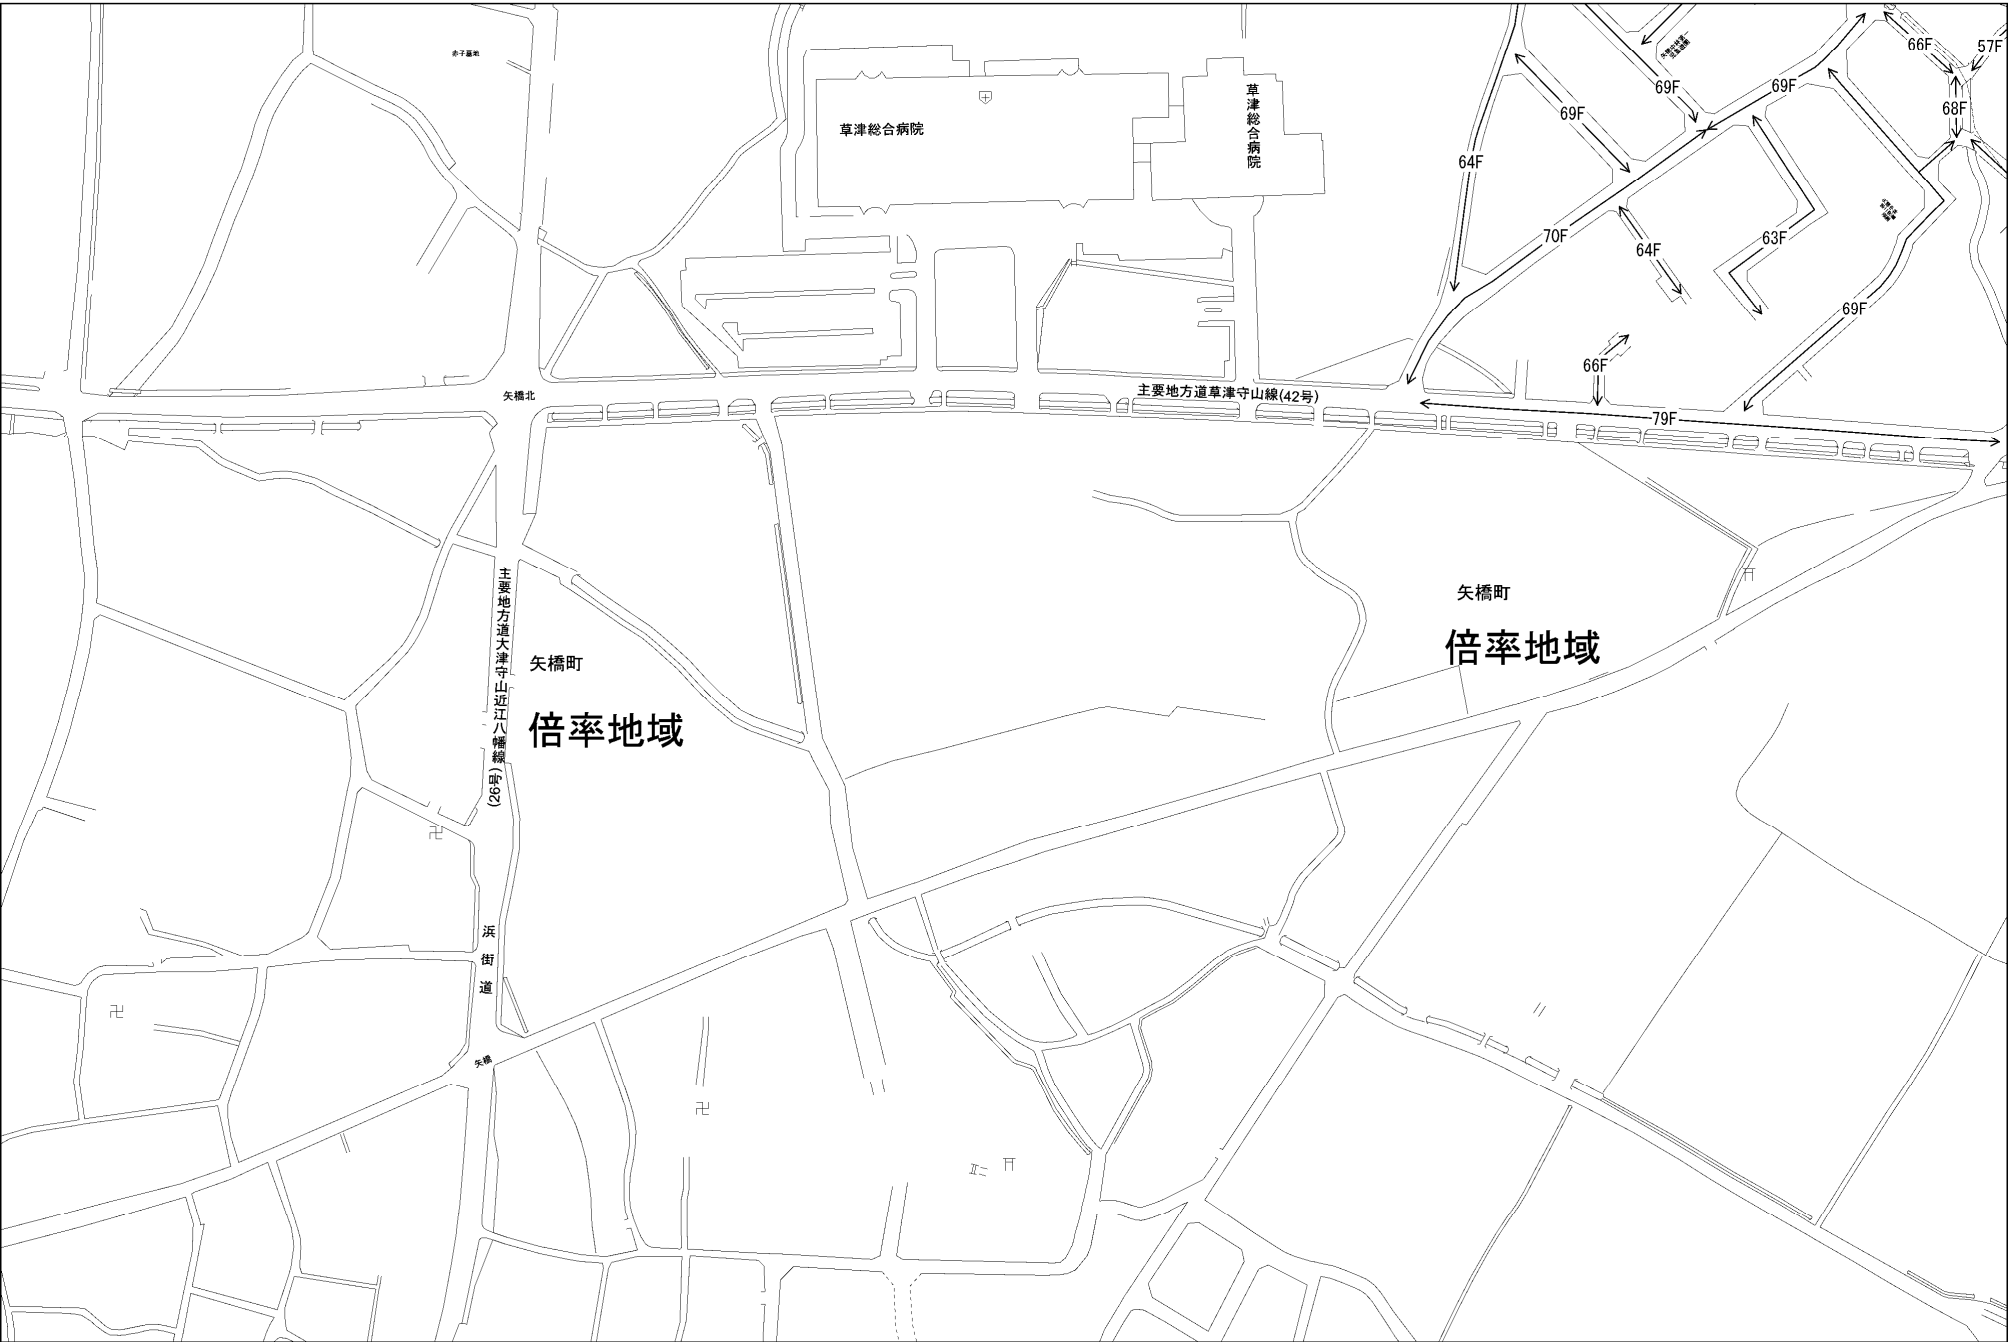 赤子墓地
草津総合病院
草津総合病院
66F
57F
69F
69F
68F
69F
64F
70F
64F
63F
69F
66F
矢橋北
主要地方道草津守山線(42号)
79F
主要地方道大津守山近江八幡線(26号)
矢橋町
倍率地域
矢橋町
倍率地域
浜街道
矢橋